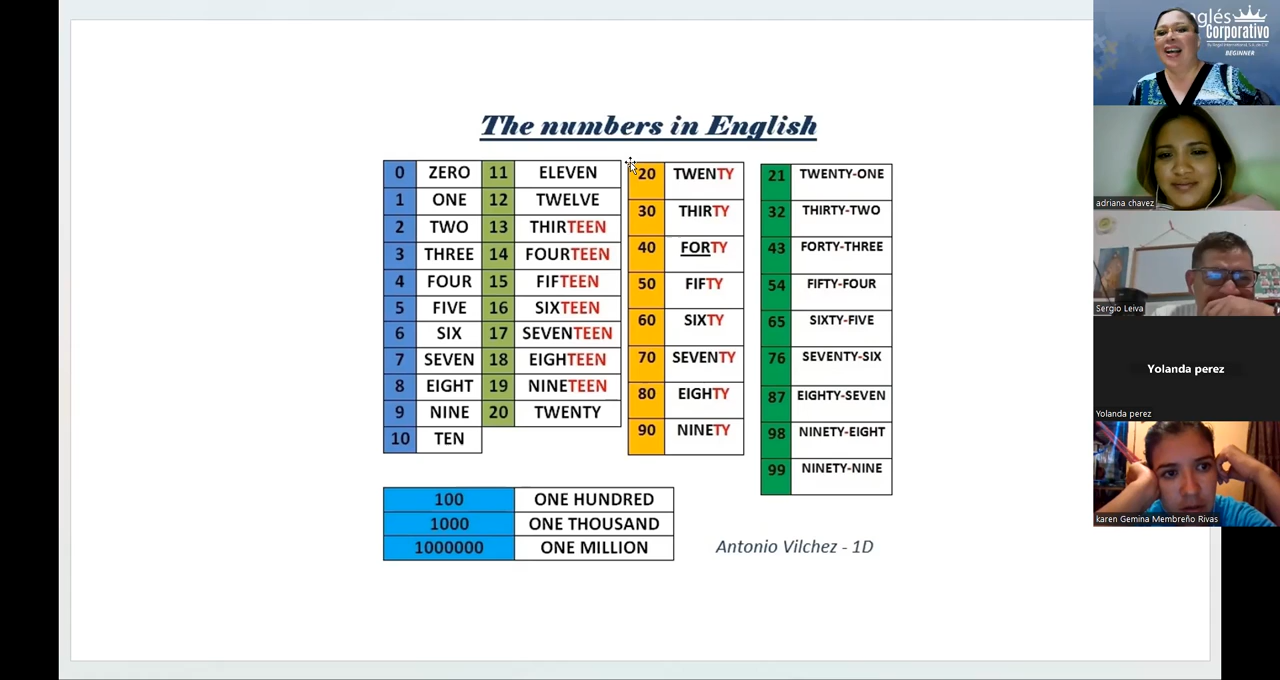 The numbers in English
0 ZERO 11 ELEVEN
1 ONE 12 TWELVE
2 TWO 13 THIRTEEN
3 THREE 14 FOURTEEN
4 FOUR 15 FIFTEEN
5 FIVE 16 SIXTEEN
6 SIX 17 SEVENTEEN
7 SEVEN 18 EIGHTEEN
8 EIGHT 19 NINETEEN
9 NINE 20 TWENTY
10 TEN
20 TWENTY
30 THIRTY
40 FORTY
50 FIFTY
60 SIXTY
70 SEVENTY
80 EIGHTY
90 NINETY
21 TWENTY-ONE
32 THIRTY-TWO
43 FORTY-THREE
54 FIFTY-FOUR
65 SIXTY-FIVE
76 SEVENTY-SIX
87 EIGHTY-SEVEN
98 NINETY-EIGHT
99 NINETY-NINE
100 ONE HUNDRED
1000 ONE THOUSAND
1000000 ONE MILLION
Antonio Vilchez - 1D
nglés
Corporativo
BEGINNER
adriana chavez
Sergio Leiva
Yolanda perez
Yolanda perez
karen Gemina Membreño Rivas